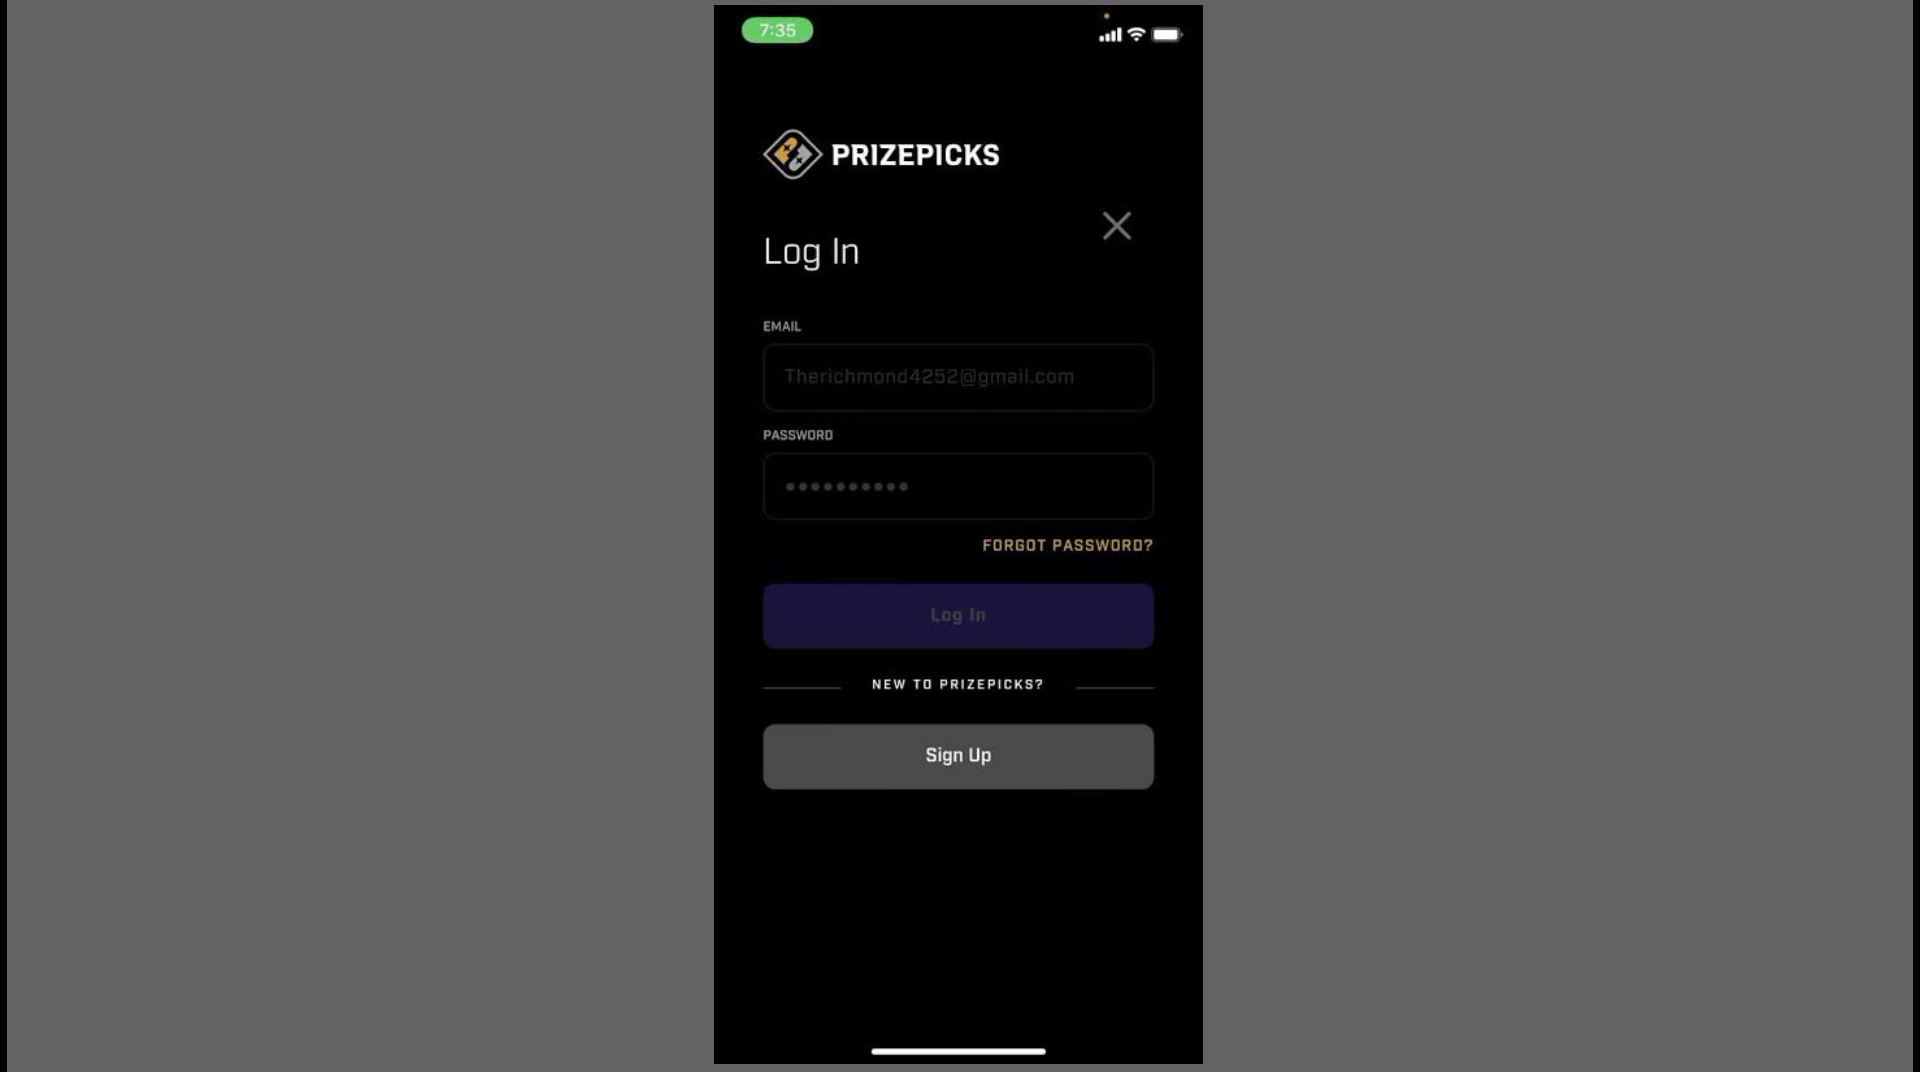 7:35
PRIZEPICKS
Log In
EMAIL
Therichmond4252@gmail.com
PASSWORD
••••••••••
FORGOT PASSWORD?
Log In
NEW TO PRIZEPICKS?
Sign Up